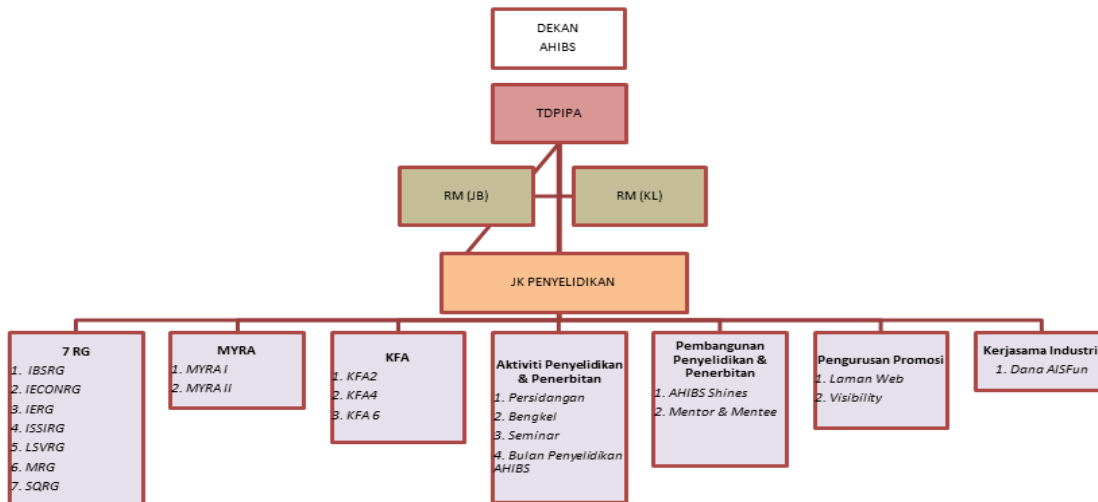 DEKAN
AHIBS
TDPIPA
RM (JB)
RM (KL)
JK PENYELIDIKAN
7 RG
1. IBSRG
2. IECONRG
3. IERG
4. ISSIRG
5. LSVRG
6. MRG
7. SQRG
MYRA
1. MYRA I
2. MYRA II
KFA
1. KFA2
2. KFA4
3. KFA 6
Aktiviti Penyelidikan
& Penerbitan
1. Persidangan
2. Bengkel
3. Seminar
4. Bulan Penyelidikan
AHIBS
Pembangunan
Penyelidikan &
Penerbitan
1. AHIBS Shines
2. Mentor & Mentee
Pengurusan Promosi
1. Laman Web
2. Visibility
Kerjasama Industri
1. Dana AISFun